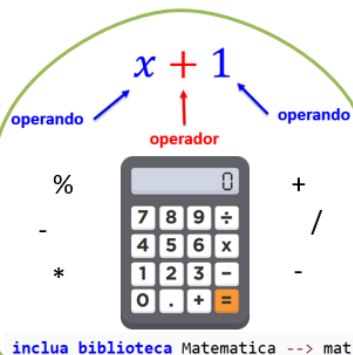 x + 1
operando
operando
operador
% +
- /
* -
0
7 8 9 ÷
4 5 6 x
1 2 3 −
0 . + =
inclua biblioteca Matematica --> mat